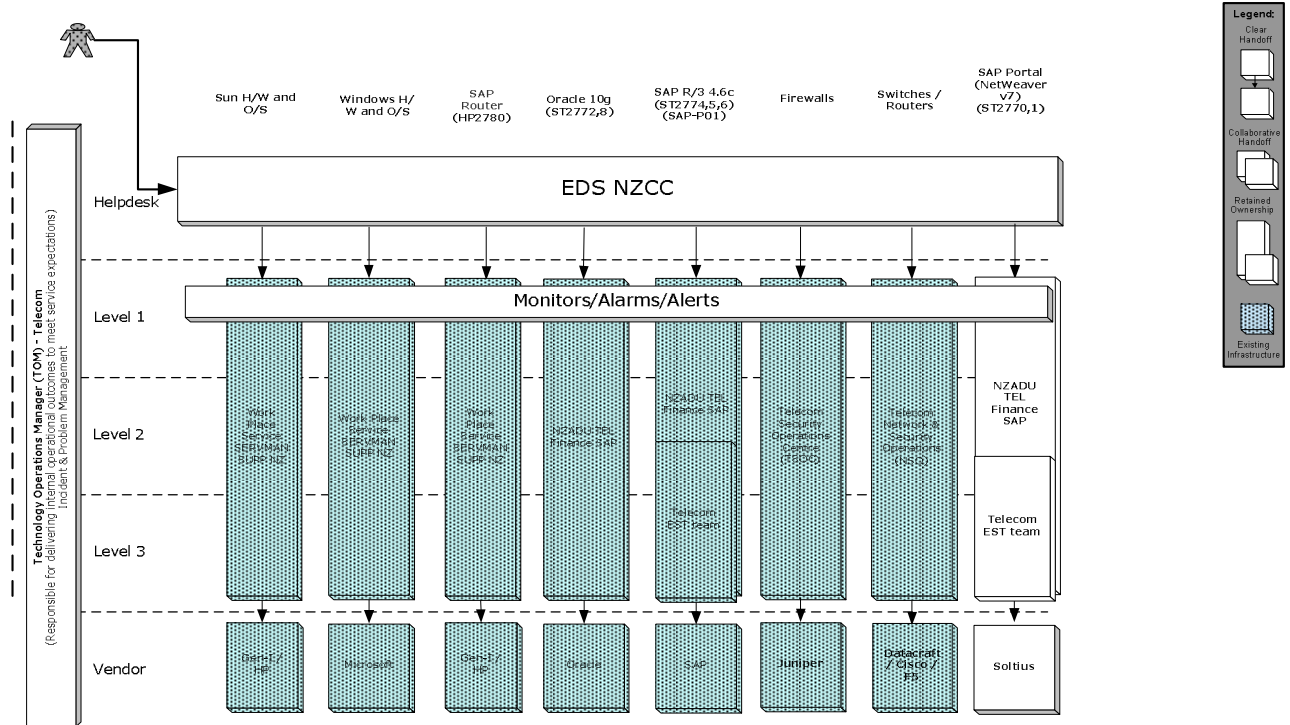 Legend:
Clear
Handoff
Collaborative
Handoff
Retained
Ownership
Existing
Infrastructure
Sun H/W and
O/S
Windows H/
W and O/S
SAP
Router
(HP2780)
Oracle 10g
(ST2772,8)
SAP R/3 4.6c
(ST2774,5,6)
(SAP-P01)
Firewalls
Switches /
Routers
SAP Portal
(NetWeaver
v7)
(ST2770,1)
Technology Operations Manager (TOM) - Telecom
(Responsible for delivering internal operational outcomes to meet service expectations)
Incident & Problem Management
Helpdesk
EDS NZCC
Level 1
Monitors/Alarms/Alerts
Level 2
Work
Place
Service
SERVMAN
SUPP NZ
Work Place
Service
SERVMAN
SUPP NZ
Work
Place
Service
SERVMAN
SUPP NZ
NZADU TEL
Finance SAP
NZADU TEL
Finance SAP
Telecom
Security
Operations
Centre
(TSOC)
Telecom
Network &
Security
Operations
(NSO)
NZADU
TEL
Finance
SAP
Level 3
Telecom
EST team
Telecom
EST team
Vendor
Gen-I /
HP
Microsoft
Gen-I /
HP
Oracle
SAP
Juniper
Datacraft
/ Cisco /
F5
Soltius